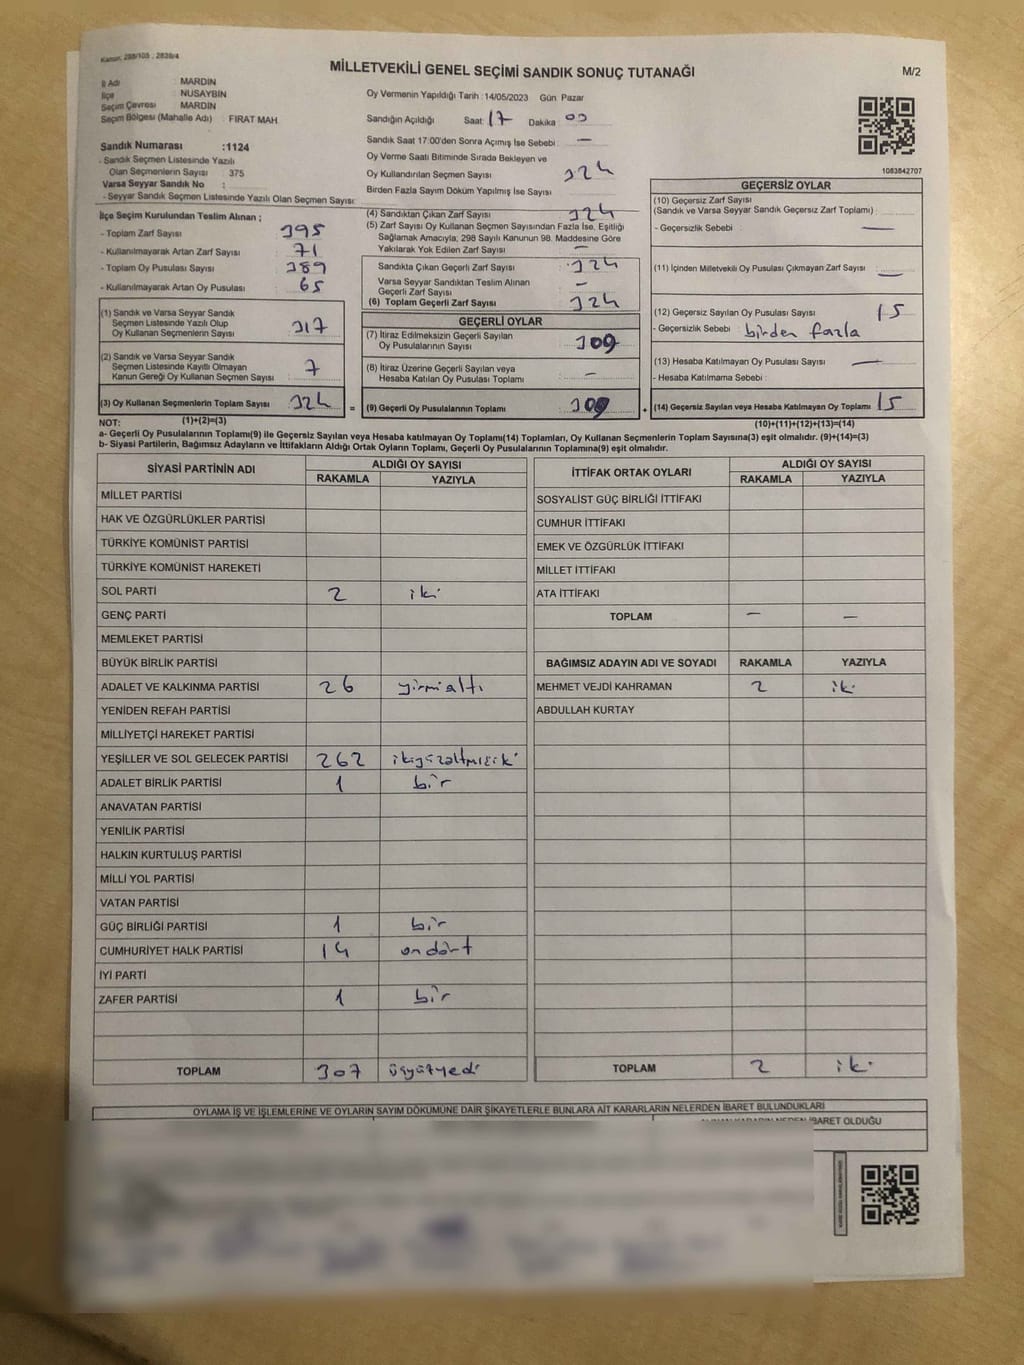 Kanun: 298/105 ; 2839/4
MİLLETVEKİLİ GENEL SEÇİMİ SANDIK SONUÇ TUTANAĞI
M/2
İl Adı : MARDİN
İlçe : NUSAYBİN
Seçim Çevresi : MARDİN
Seçim Bölgesi (Mahalle Adı) : FIRAT MAH.
Sandık Numarası :1124
- Sandık Seçmen Listesinde Yazılı
Olan Seçmenlerin Sayısı : 375
Varsa Seyyar Sandık No :
- Seyyar Sandık Seçmen Listesinde Yazılı Olan Seçmen Sayısı:
Oy Vermenin Yapıldığı Tarih :14/05/2023 Gün Pazar
Sandığın Açıldığı Saat : 17 Dakika : 00
Sandık Saat 17:00'den Sonra Açımış İse Sebebi : —
Oy Verme Saati Bitiminde Sırada Bekleyen ve
Oy Kullandırılan Seçmen Sayısı : 324
Birden Fazla Sayım Döküm Yapılmış İse Sayısı
1083842707
İlçe Seçim Kurulundan Teslim Alınan ;
- Toplam Zarf Sayısı : 395
- Kullanılmayarak Artan Zarf Sayısı : 71
- Toplam Oy Pusulası Sayısı : 389
- Kullanılmayarak Artan Oy Pusulası : 65
(1) Sandık ve Varsa Seyyar Sandık
Seçmen Listesinde Yazılı Olup
Oy Kullanan Seçmenlerin Sayısı : 317
(2) Sandık ve Varsa Seyyar Sandık
Seçmen Listesinde Kayıtlı Olmayan
Kanun Gereği Oy Kullanan Seçmen Sayısı : 7
(3) Oy Kullanan Seçmenlerin Toplam Sayısı : 324
(1)+(2)=(3)
(4) Sandıktan Çıkan Zarf Sayısı : 324
(5) Zarf Sayısı Oy Kullanan Seçmen Sayısından Fazla İse, Eşitliği
Sağlamak Amacıyla; 298 Sayılı Kanunun 98. Maddesine Göre
Yakılarak Yok Edilen Zarf Sayısı : —
Sandıkta Çıkan Geçerli Zarf Sayısı : 324
Varsa Seyyar Sandıktan Teslim Alınan
Geçerli Zarf Sayısı : —
(6) Toplam Geçerli Zarf Sayısı : 324
GEÇERLİ OYLAR
(7) İtiraz Edilmeksizin Geçerli Sayılan
Oy Pusulalarının Sayısı : 309
(8) İtiraz Üzerine Geçerli Sayılan veya
Hesaba Katılan Oy Pusulası Toplamı : —
= (9) Geçerli Oy Pusulalarının Toplamı : 309 +
GEÇERSİZ OYLAR
(10) Geçersiz Zarf Sayısı
(Sandık ve Varsa Seyyar Sandık Geçersiz Zarf Toplamı) :
- Geçersizlik Sebebi : —
(11) İçinden Milletvekili Oy Pusulası Çıkmayan Zarf Sayısı : —
(12) Geçersiz Sayılan Oy Pusulası Sayısı : 15
- Geçersizlik Sebebi : birden fazla
(13) Hesaba Katılmayan Oy Pusulası Sayısı : —
- Hesaba Katılmama Sebebi :
(14) Geçersiz Sayılan veya Hesaba Katılmayan Oy Toplamı : 15
(10)+(11)+(12)+(13)=(14)
NOT:
a- Geçerli Oy Pusulalarının Toplamı(9) ile Geçersiz Sayılan veya Hesaba katılmayan Oy Toplamı(14) Toplamları, Oy Kullanan Seçmenlerin Toplam Sayısına(3) eşit olmalıdır. (9)+(14)=(3)
b- Siyasi Partilerin, Bağımsız Adayların ve İttifakların Aldığı Ortak Oyların Toplamı, Geçerli Oy Pusulalarının Toplamına(9) eşit olmalıdır.
SİYASİ PARTİNİN ADI ALDIĞI OY SAYISI
RAKAMLA YAZIYLA
MİLLET PARTİSİ
HAK VE ÖZGÜRLÜKLER PARTİSİ
TÜRKİYE KOMÜNİST PARTİSİ
TÜRKİYE KOMÜNİST HAREKETİ
SOL PARTİ 2 iki
GENÇ PARTİ
MEMLEKET PARTİSİ
BÜYÜK BİRLİK PARTİSİ
ADALET VE KALKINMA PARTİSİ 26 yirmialtı
YENİDEN REFAH PARTİSİ
MİLLİYETÇİ HAREKET PARTİSİ
YEŞİLLER VE SOL GELECEK PARTİSİ 262 ikiyüzaltmışiki
ADALET BİRLİK PARTİSİ 1 bir
ANAVATAN PARTİSİ
YENİLİK PARTİSİ
HALKIN KURTULUŞ PARTİSİ
MİLLİ YOL PARTİSİ
VATAN PARTİSİ
GÜÇ BİRLİĞİ PARTİSİ 1 bir
CUMHURİYET HALK PARTİSİ 14 ondört
İYİ PARTİ
ZAFER PARTİSİ 1 bir
TOPLAM 307 üçyüzyedi
İTTİFAK ORTAK OYLARI ALDIĞI OY SAYISI
RAKAMLA YAZIYLA
SOSYALİST GÜÇ BİRLİĞİ İTTİFAKI
CUMHUR İTTİFAKI
EMEK VE ÖZGÜRLÜK İTTİFAKI
MİLLET İTTİFAKI
ATA İTTİFAKI
TOPLAM — —
BAĞIMSIZ ADAYIN ADI VE SOYADI RAKAMLA YAZIYLA
MEHMET VEJDİ KAHRAMAN 2 iki
ABDULLAH KURTAY
TOPLAM 2 iki
OYLAMA İŞ VE İŞLEMLERİNE VE OYLARIN SAYIM DÖKÜMÜNE DAİR ŞİKAYETLERLE BUNLARA AİT KARARLARIN NELERDEN İBARET BULUNDUKLARI
İBARET OLDUĞU